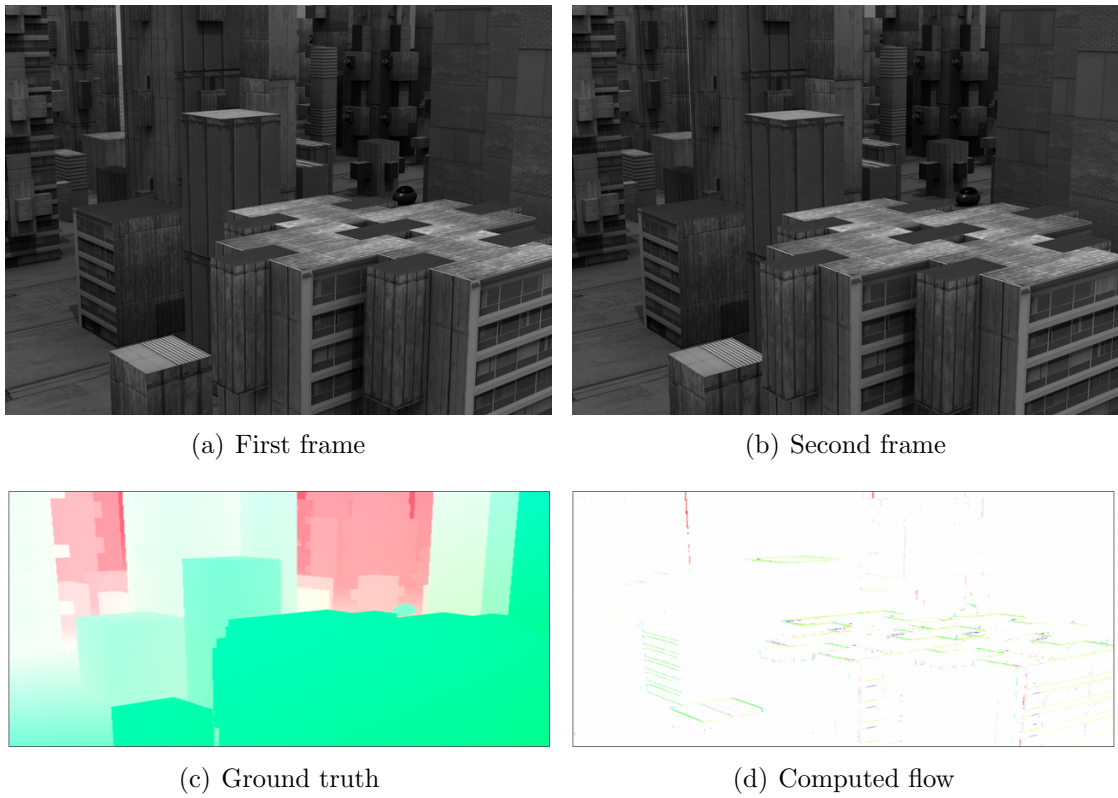 (a) First frame
(b) Second frame
(c) Ground truth
(d) Computed flow